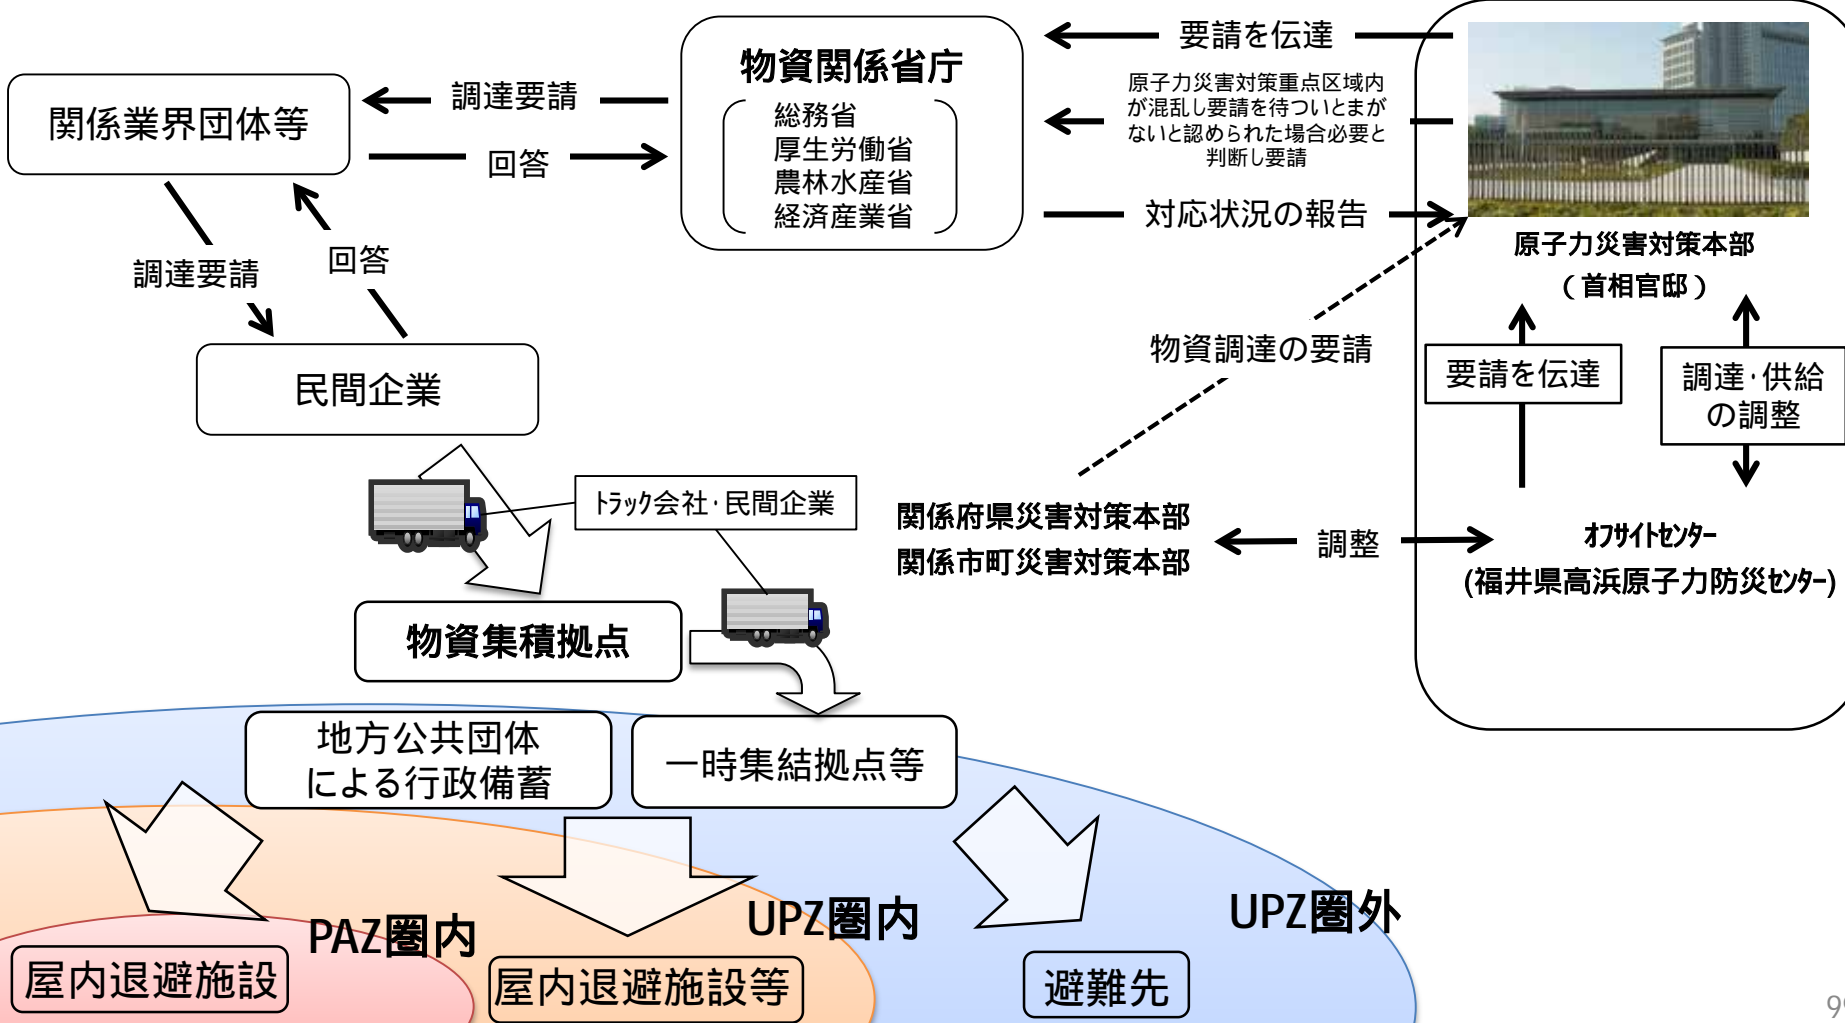 要請を伝達
物資関係省庁
総務省
厚生労働省
農林水産省
経済産業省
調達要請
関係業界団体等
回答
原子力災害対策重点区域内
が混乱し要請を待ついとまが
ないと認められた場合必要と
判断し要請
対応状況の報告
原子力災害対策本部
(首相官邸)
調達要請
回答
民間企業
物資調達の要請
要請を伝達
調達・供給
の調整
ﾄﾗｯｸ会社・民間企業
関係府県災害対策本部
関係市町災害対策本部
調整
ｵﾌｻｲﾄｾﾝﾀｰ
(福井県高浜原子力防災ｾﾝﾀｰ)
物資集積拠点
地方公共団体
による行政備蓄
一時集結拠点等
PAZ圏内
UPZ圏内
UPZ圏外
屋内退避施設
屋内退避施設等
避難先